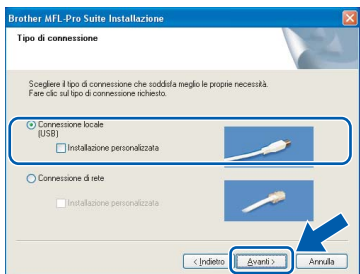 Brother MFL-Pro Suite Installazione
Tipo di connessione
Scegliere il tipo di connessione che soddisfa meglio le proprie necessità.
Fare clic sul tipo di connessione richiesto.
Connessione locale
(USB)
Installazione personalizzata
Connessione di rete
Installazione personalizzata
< Indietro
Avanti >
Annulla